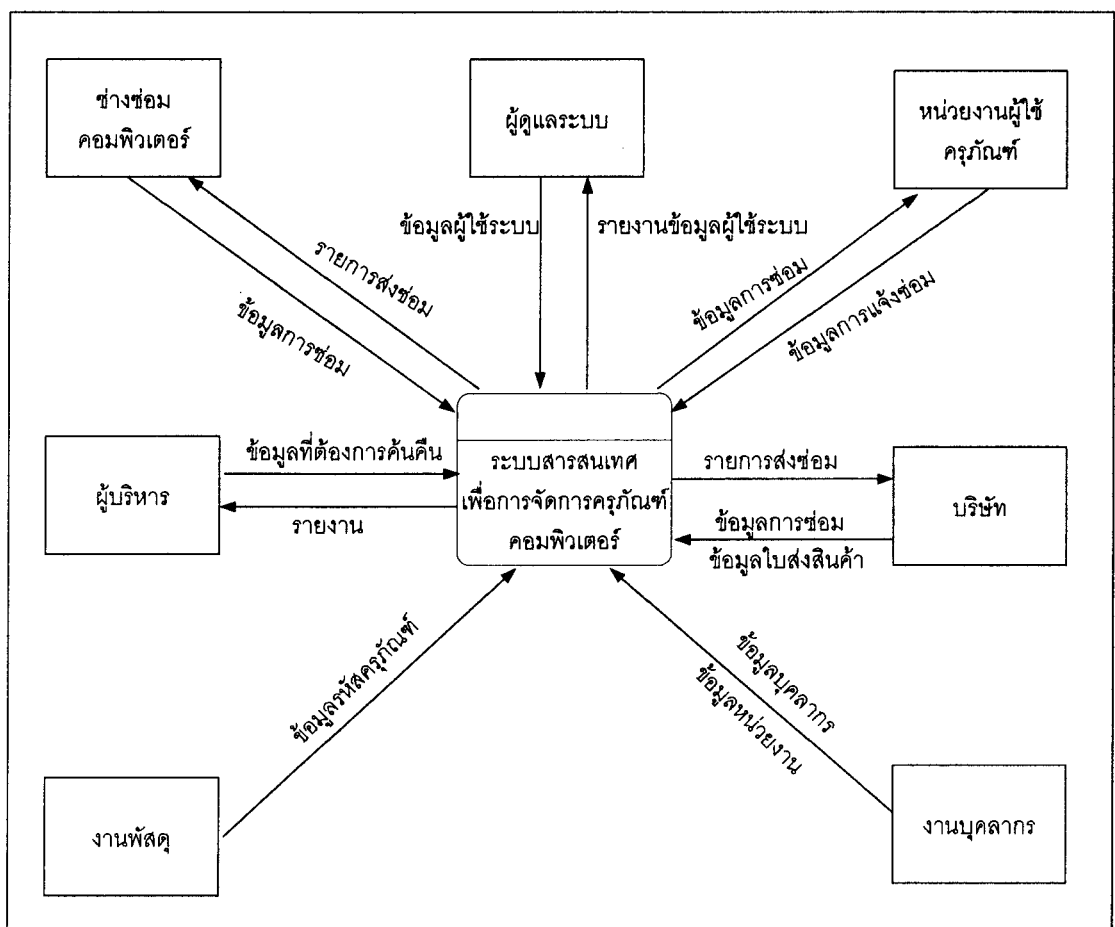 ช่างซ่อม
คอมพิวเตอร์
ผู้ดูแลระบบ
หน่วยงานผู้ใช้
ครุภัณฑ์
ข้อมูลผู้ใช้ระบบ
รายงานข้อมูลผู้ใช้ระบบ
รายการส่งซ่อม
ข้อมูลการซ่อม
ข้อมูลการซ่อม
ข้อมูลการแจ้งซ่อม
ผู้บริหาร
ข้อมูลที่ต้องการค้นคืน
รายงาน
ระบบสารสนเทศ
เพื่อการจัดการครุภัณฑ์
คอมพิวเตอร์
รายการส่งซ่อม
ข้อมูลการซ่อม
ข้อมูลใบส่งสินค้า
บริษัท
ข้อมูลรหัสครุภัณฑ์
ข้อมูลบุคลากร
ข้อมูลหน่วยงาน
งานพัสดุ
งานบุคลากร